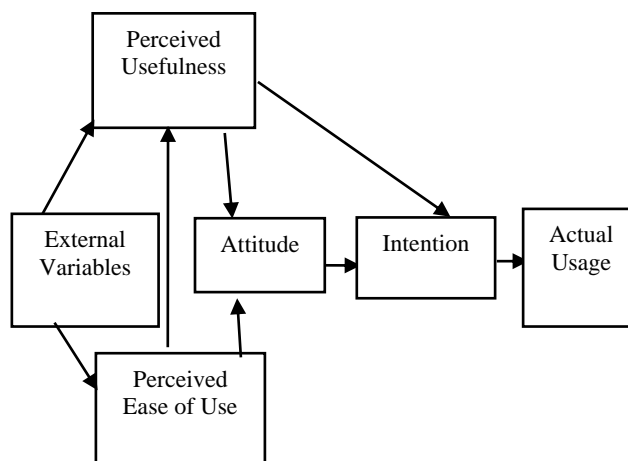 Perceived
Usefulness
External
Variables
Attitude
Intention
Actual
Usage
Perceived
Ease of Use